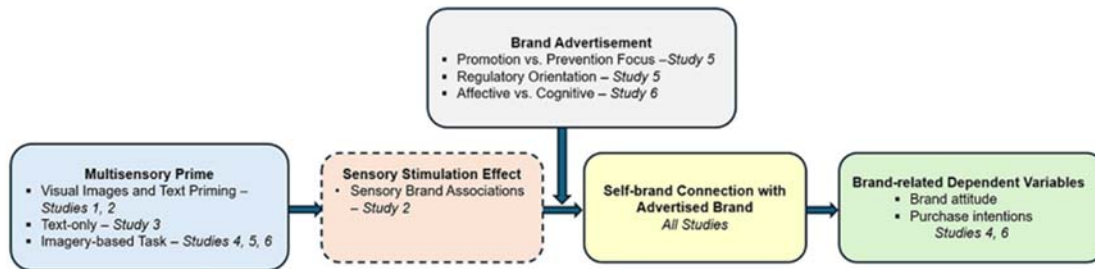 Brand Advertisement
▪ Promotion vs. Prevention Focus –Study 5
▪ Regulatory Orientation – Study 5
▪ Affective vs. Cognitive – Study 6
Multisensory Prime
▪ Visual Images and Text Priming –
Studies 1, 2
▪ Text-only – Study 3
▪ Imagery-based Task – Studies 4, 5, 6
Sensory Stimulation Effect
• Sensory Brand Associations
– Study 2
Self-brand Connection with
Advertised Brand
All Studies
Brand-related Dependent Variables
▪ Brand attitude
▪ Purchase intentions
Studies 4, 6